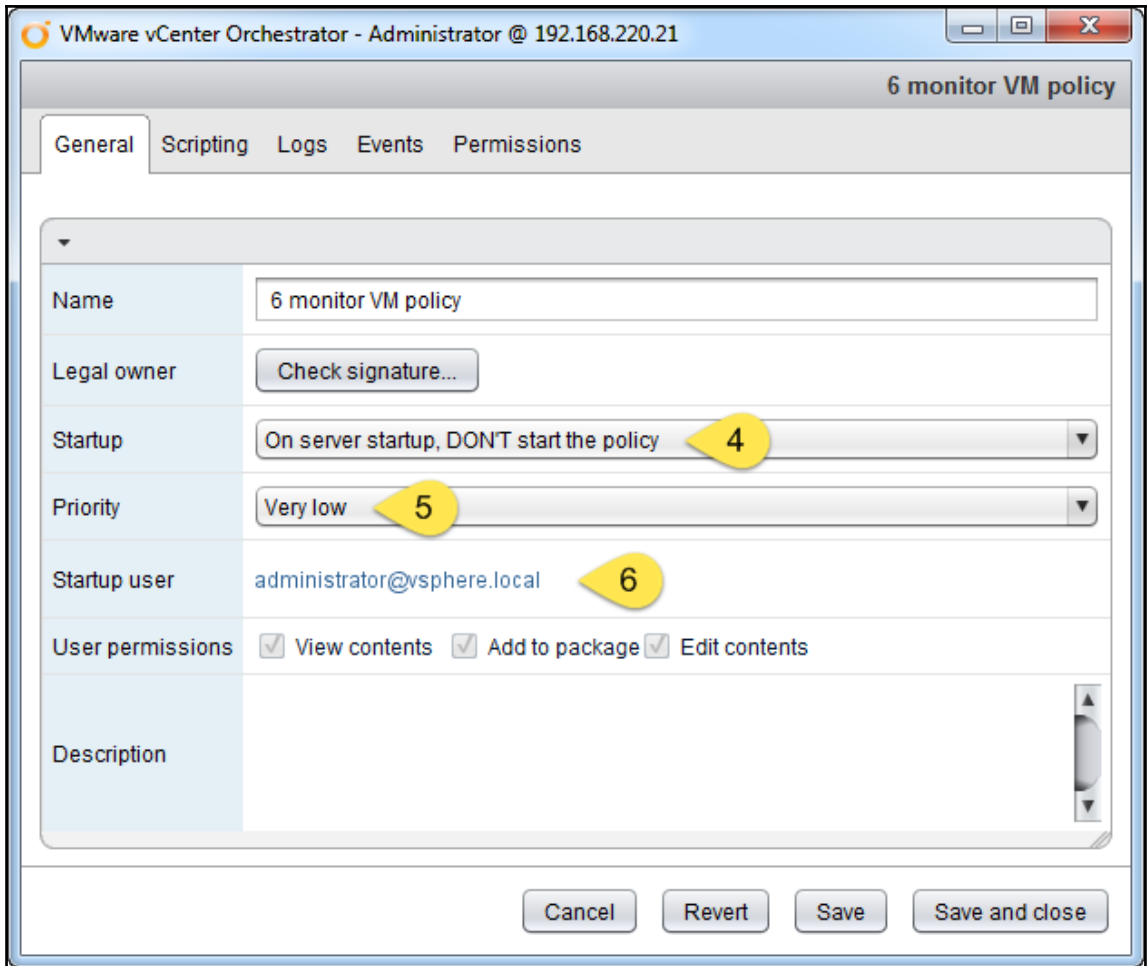 VMware vCenter Orchestrator - Administrator @ 192.168.220.21
6 monitor VM policy
General Scripting Logs Events Permissions
Name 6 monitor VM policy
Legal owner Check signature...
Startup On server startup, DON'T start the policy 4
Priority Very low 5
Startup user administrator@vsphere.local 6
User permissions View contents Add to package Edit contents
Description
Cancel Revert Save Save and close